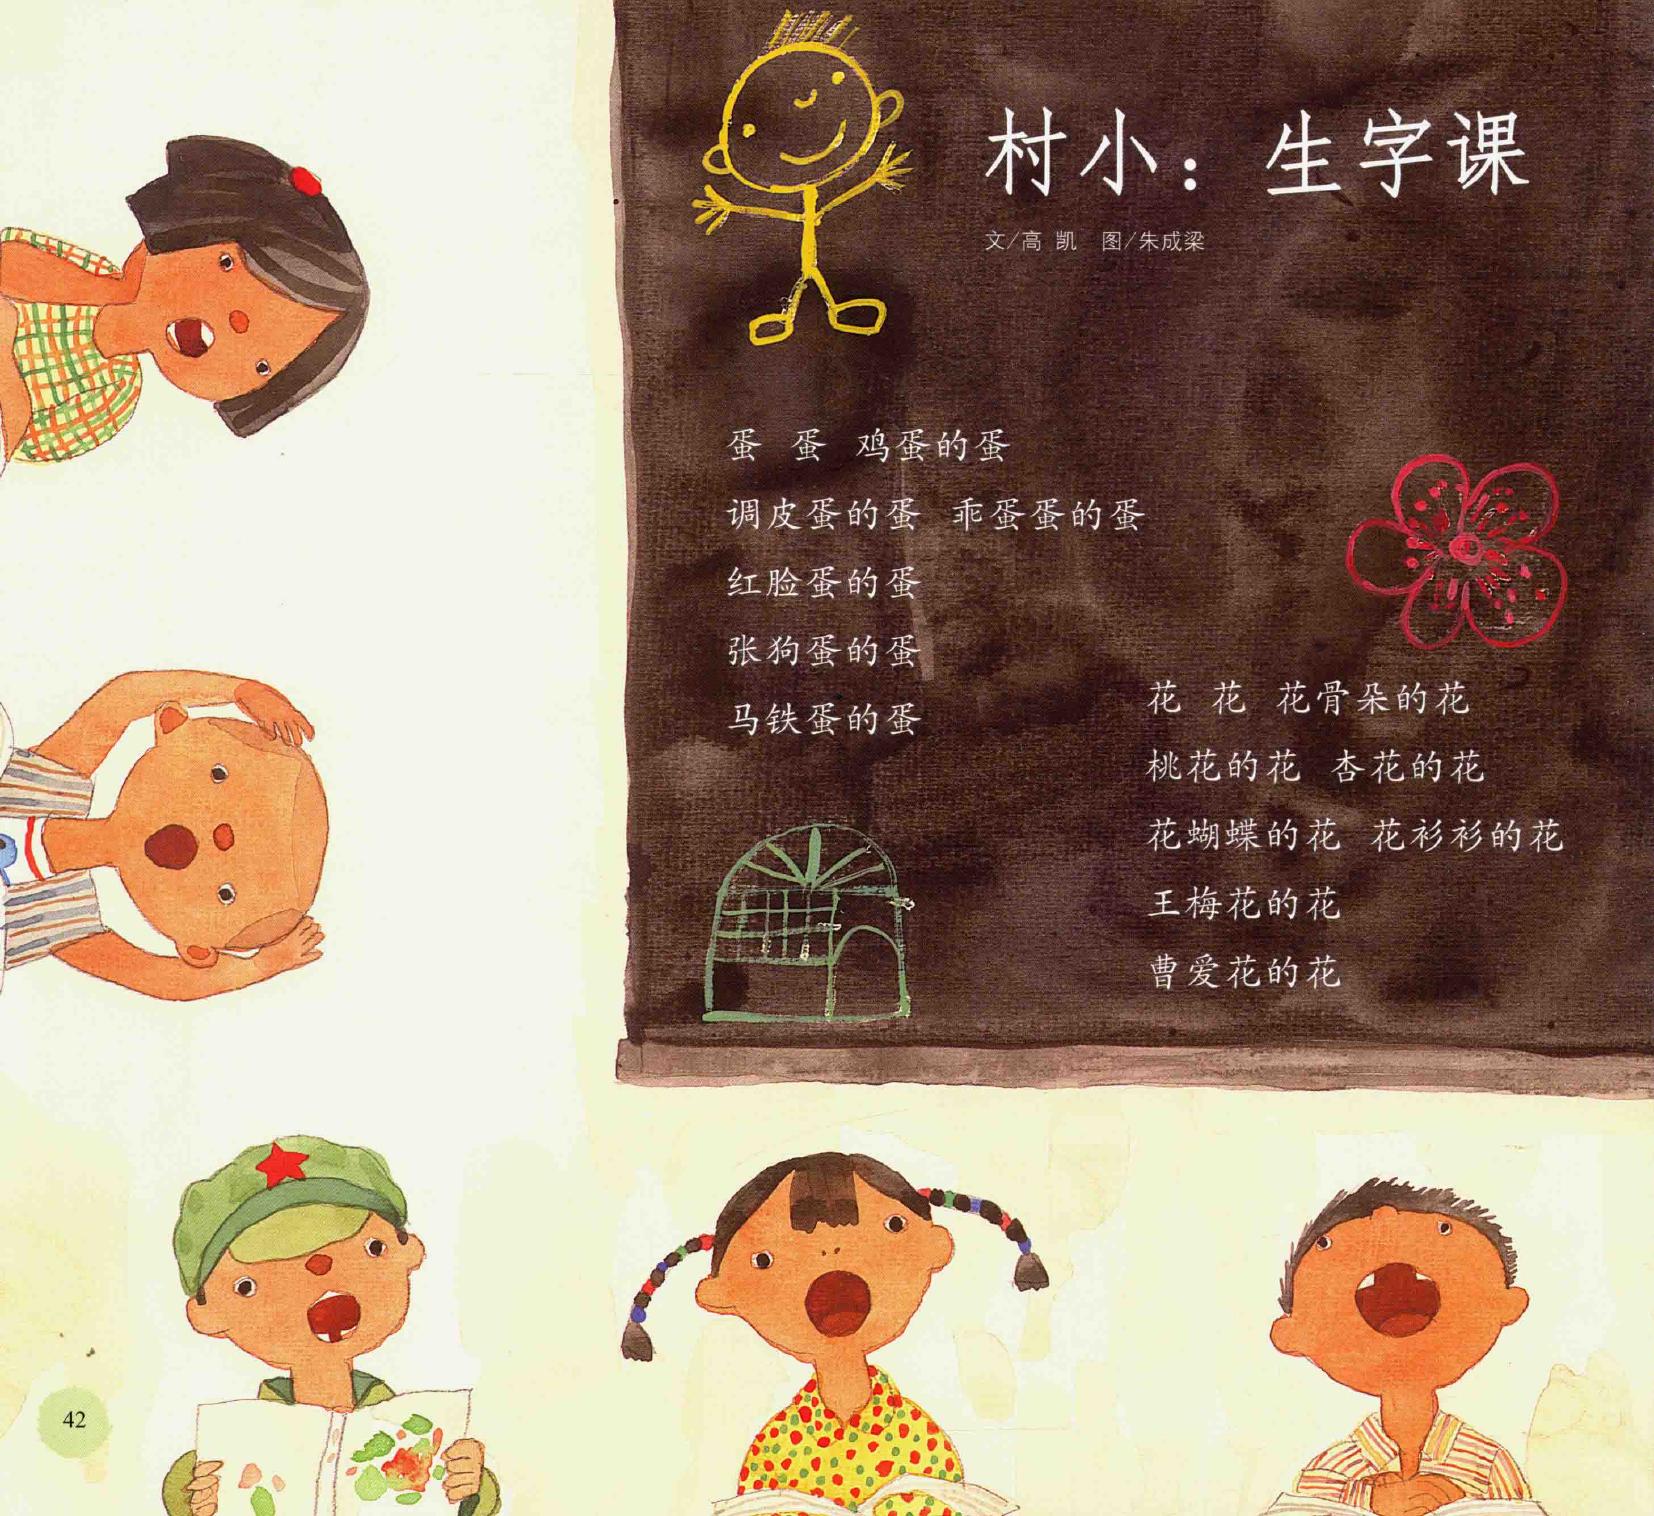 村小：生字课
文/高 凯 图/朱成梁
蛋 蛋 鸡蛋的蛋
调皮蛋的蛋 乖蛋蛋的蛋
红脸蛋的蛋
张狗蛋的蛋
马铁蛋的蛋
花 花 花骨朵的花
桃花的花 杏花的花
花蝴蝶的花 花衫衫的花
王梅花的花
曹爱花的花
42